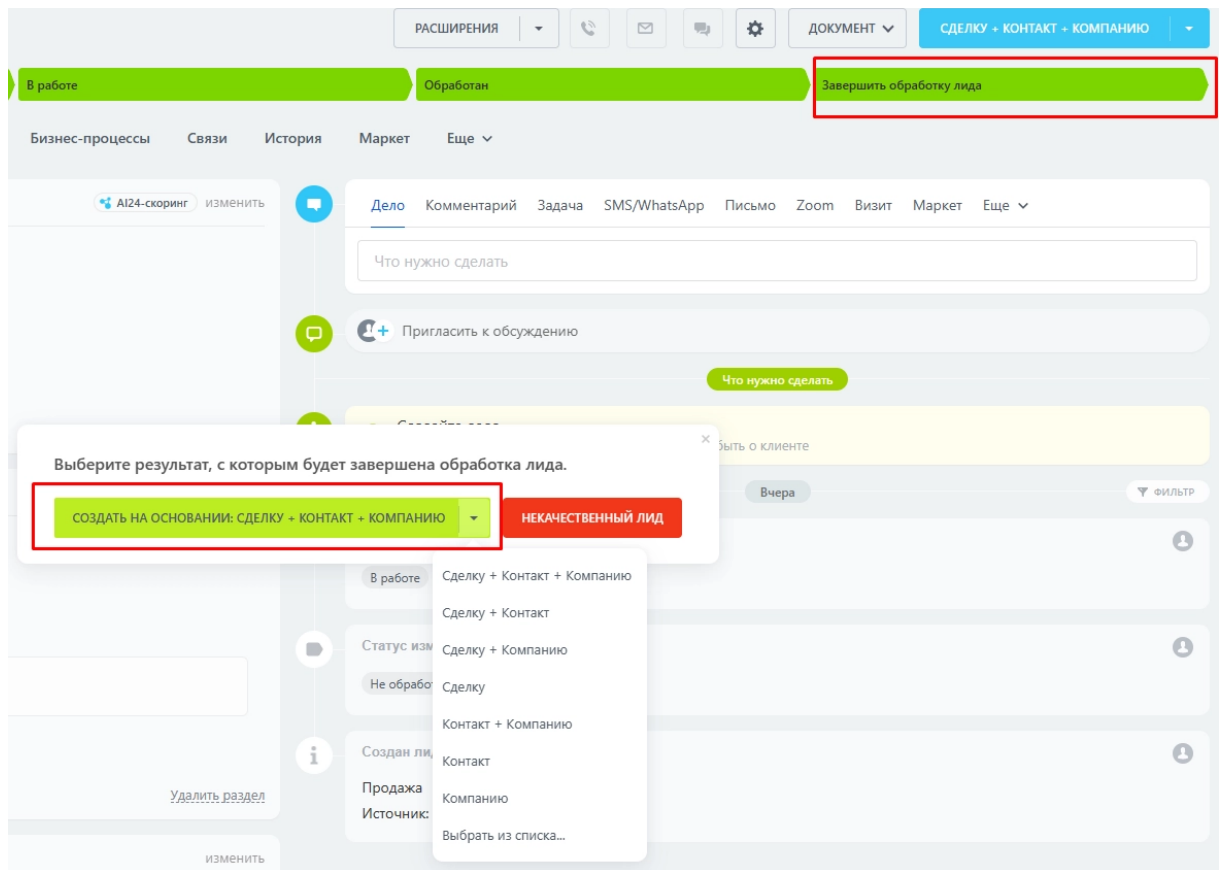 РАСШИРЕНИЯ
ДОКУМЕНТ
СДЕЛКУ + КОНТАКТ + КОМПАНИЮ
В работе
Обработан
Завершить обработку лида
Бизнес-процессы Связи История Маркет Еще
AI24-скоринг изменить
Дело Комментарий Задача SMS/WhatsApp Письмо Zoom Визит Маркет Еще
Что нужно сделать
Пригласить к обсуждению
Что нужно сделать
быть о клиенте
Выберите результат, с которым будет завершена обработка лида.
Вчера
ФИЛЬТР
СОЗДАТЬ НА ОСНОВАНИИ: СДЕЛКУ + КОНТАКТ + КОМПАНИЮ
НЕКАЧЕСТВЕННЫЙ ЛИД
В работе
Сделку + Контакт + Компанию
Сделку + Контакт
Статус изм
Сделку + Компанию
Не обработ
Сделку
Контакт + Компанию
Создан ли
Контакт
Продажа
Удалить раздел
Компанию
Источник:
Выбрать из списка...
изменить